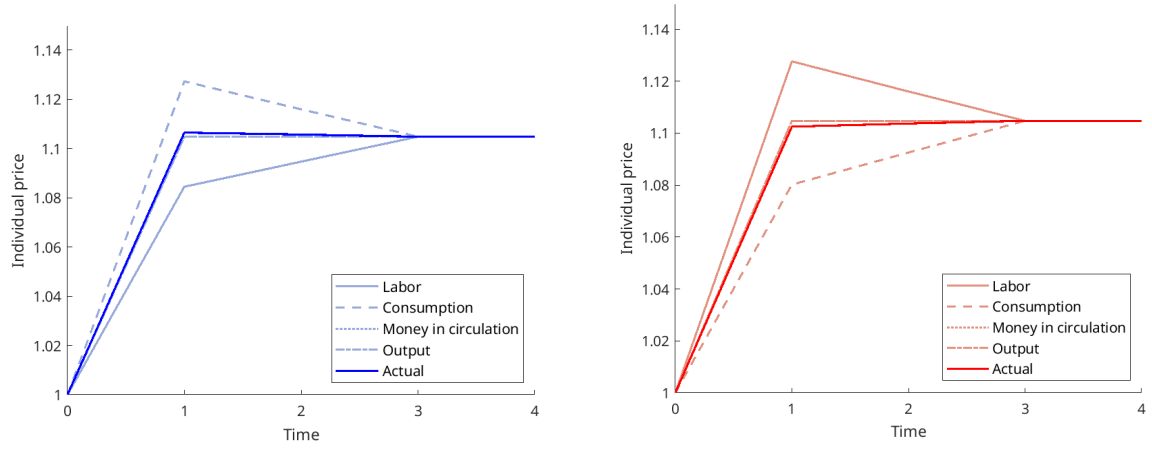 1.14
1.12
1.1
1.08
1.06
1.04
1.02
1
Individual price
0 1 2 3 4
Time
Labor
Consumption
Money in circulation
Output
Actual
1.14
1.12
1.1
1.08
1.06
1.04
1.02
1
Individual price
0 1 2 3 4
Time
Labor
Consumption
Money in circulation
Output
Actual